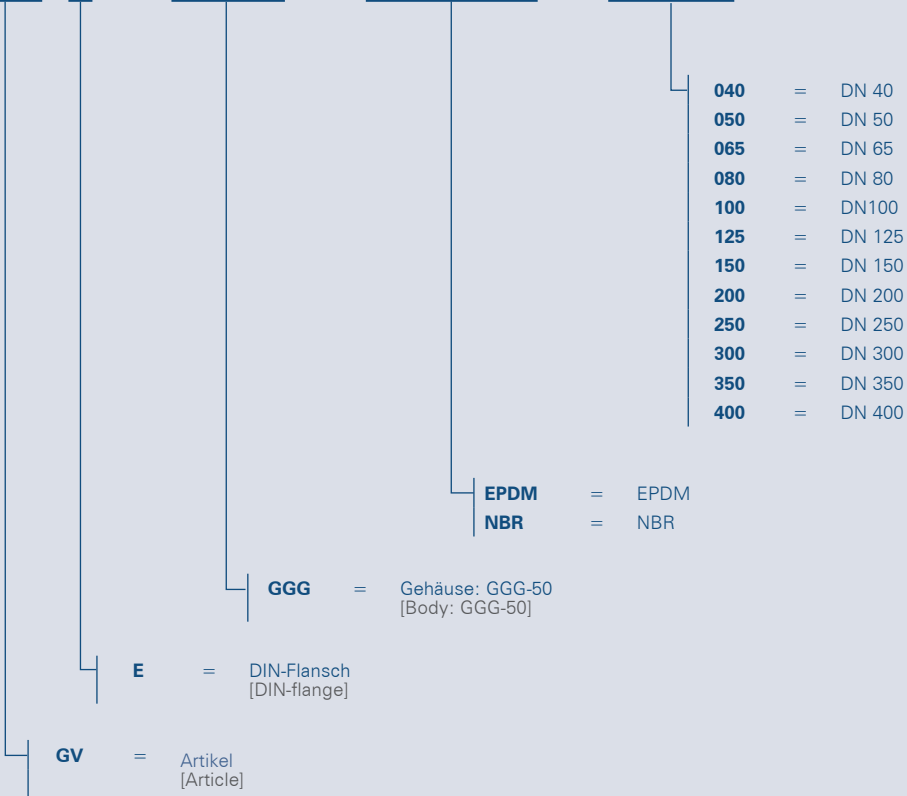 040 = DN 40
050 = DN 50
065 = DN 65
080 = DN 80
100 = DN100
125 = DN 125
150 = DN 150
200 = DN 200
250 = DN 250
300 = DN 300
350 = DN 350
400 = DN 400
EPDM = EPDM
NBR = NBR
GGG = Gehäuse: GGG-50
[Body: GGG-50]
E = DIN-Flansch
[DIN-flange]
GV = Artikel
[Article]